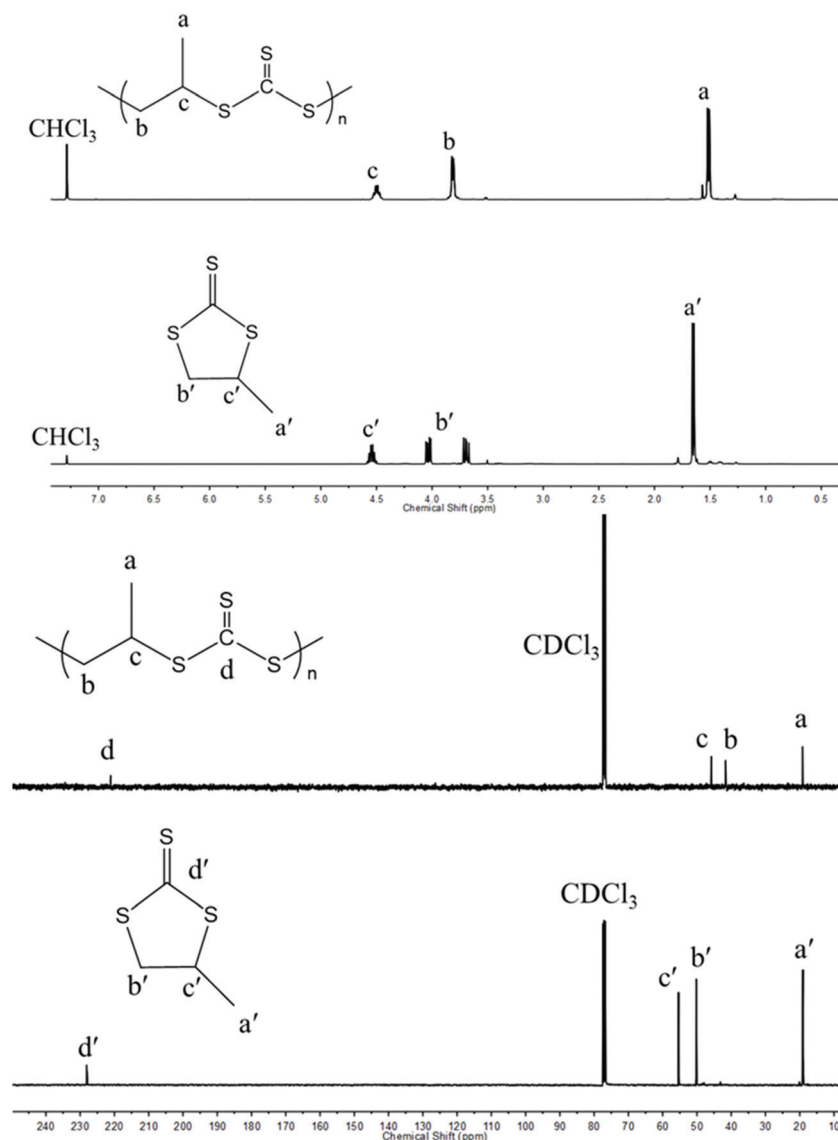 a
S
b
c
S
S
n
CHCl3
c
b
a
S
S
S
b′
c′
a′
CHCl3
c′
b′
a′
7.0 6.5 6.0 5.5 5.0 4.5 4.0 3.5 3.0 2.5 2.0 1.5 1.0 0.5
Chemical Shift (ppm)
a
S
C
b
c
S
d
S
n
CDCl3
d
c
b
a
S
d′
S
S
b′
c′
a′
CDCl3
d′
c′
b′
a′
240 230 220 210 200 190 180 170 160 150 140 130 120 110 100 90 80 70 60 50 40 30 20 10
Chemical Shift (ppm)